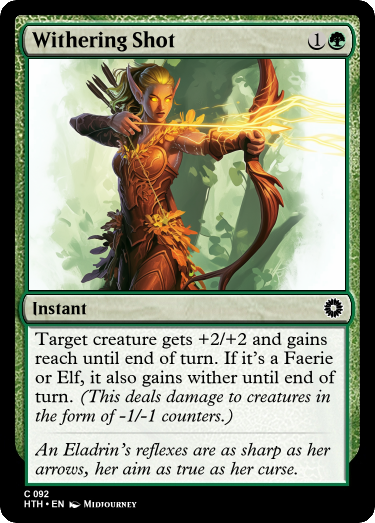 Withering Shot 1
Instant
Target creature gets +2/+2 and gains
reach until end of turn. If it's a Faerie
or Elf, it also gains wither until end of
turn. (This deals damage to creatures in
the form of -1/-1 counters.)
An Eladrin's reflexes are as sharp as her
arrows, her aim as true as her curse.
C 092
HTH • EN Midjourney